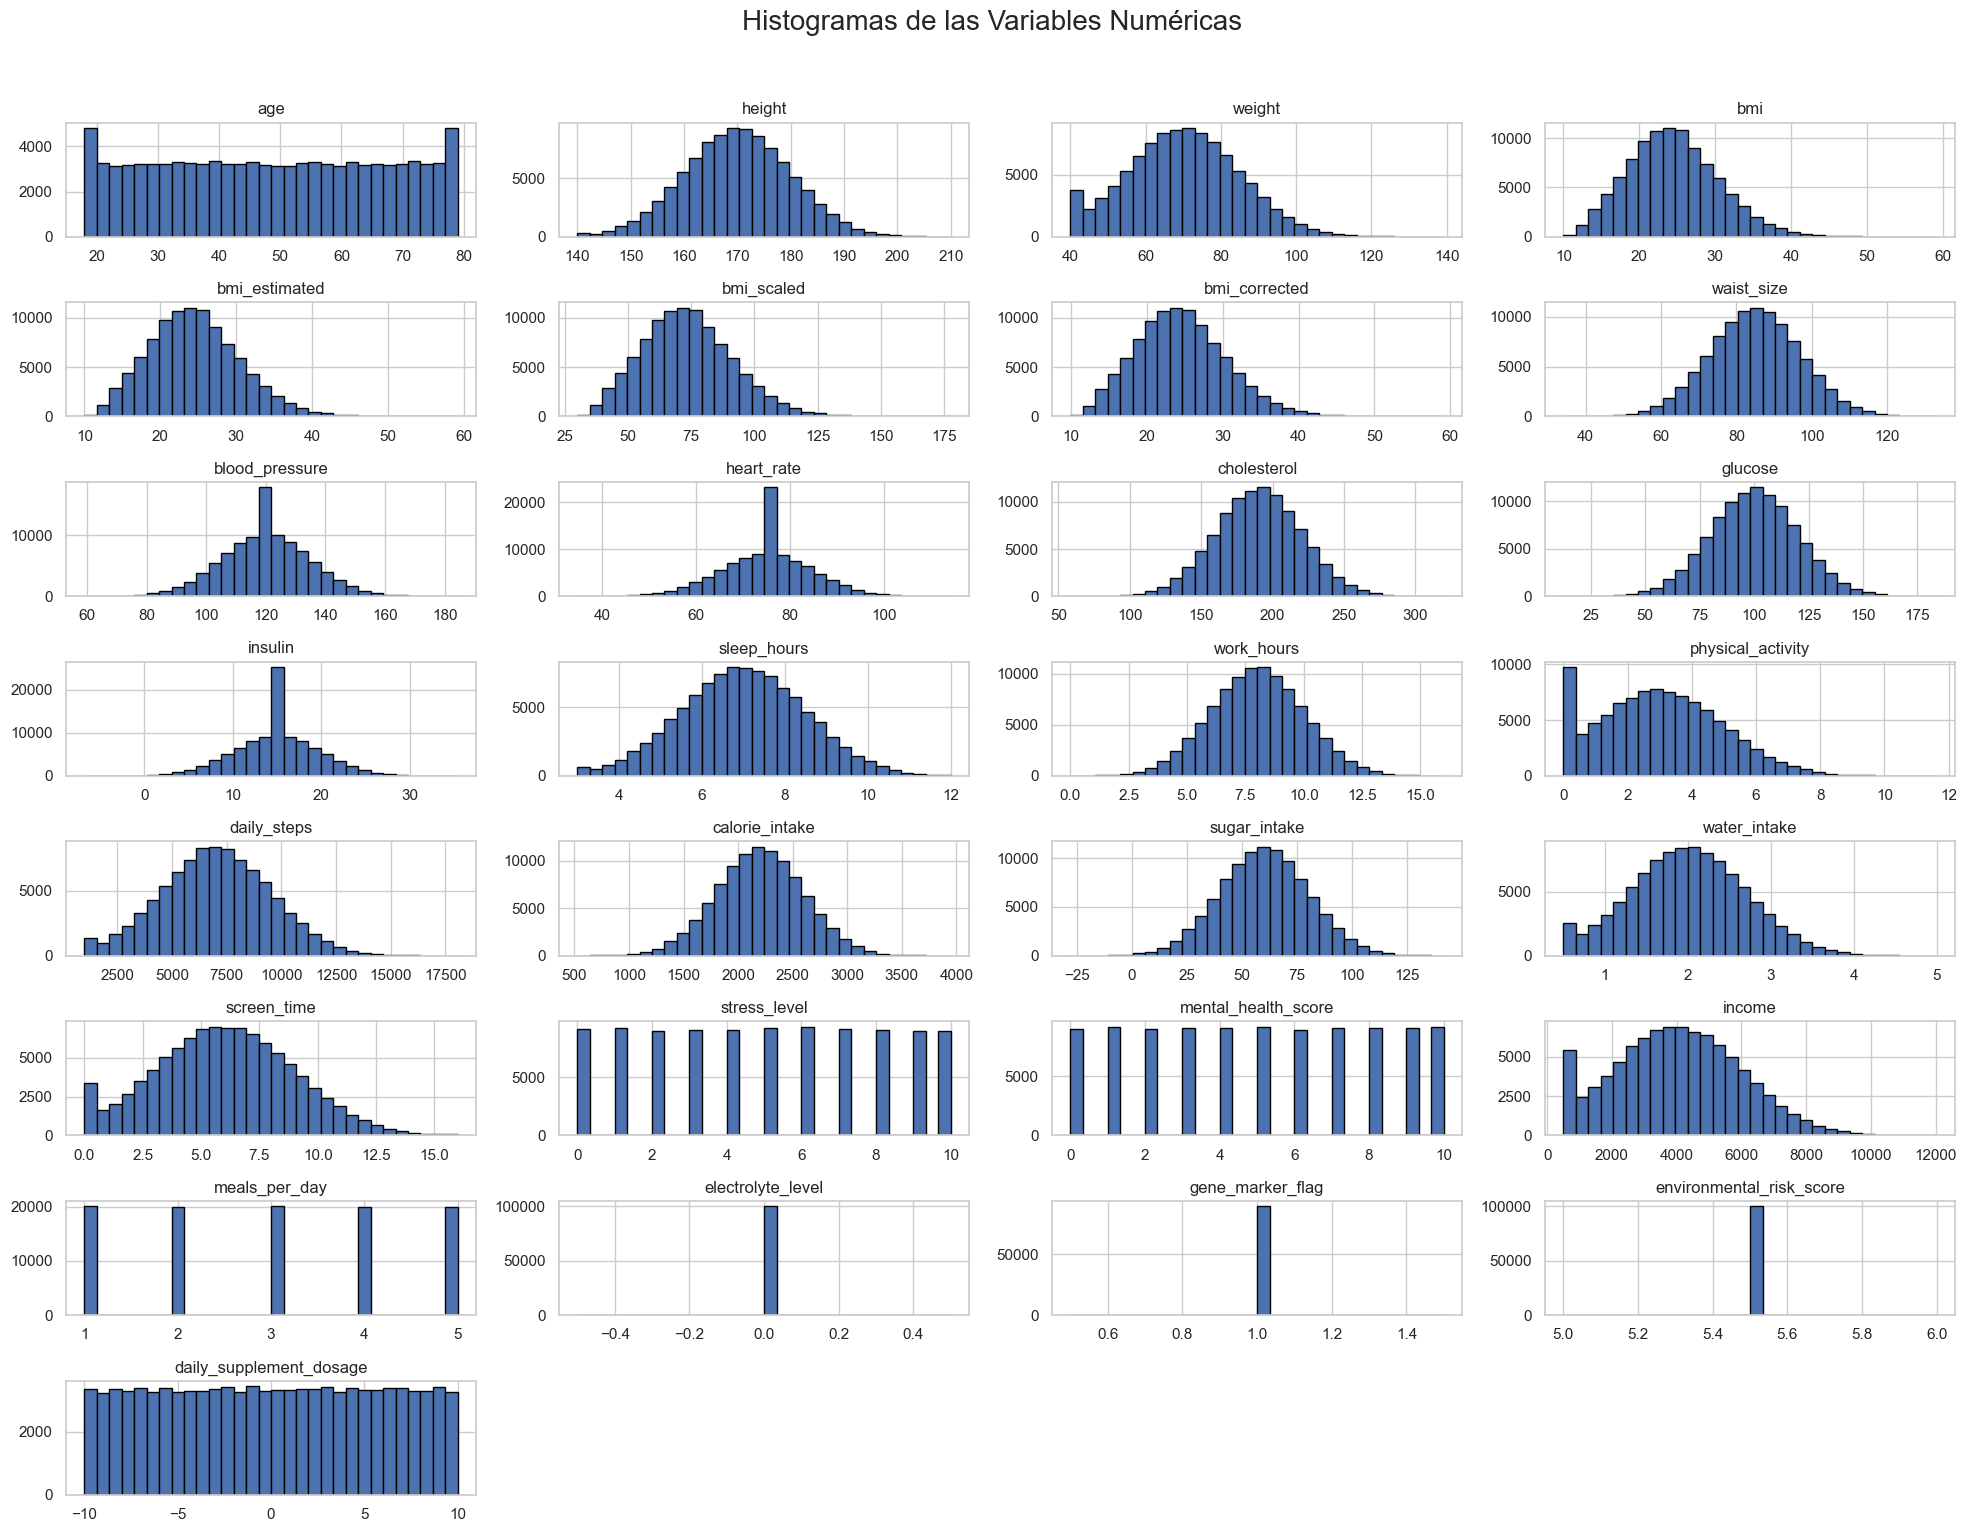 Histogramas de las Variables Numéricas
age height weight bmi
4000 2000 0
5000 0
5000 0
10000 5000 0
20 30 40 50 60 70 80
140 150 160 170 180 190 200 210
40 60 80 100 120 140
10 20 30 40 50 60
bmi_estimated bmi_scaled bmi_corrected waist_size
10000 5000 0
10000 5000 0
10000 5000 0
10000 5000 0
10 20 30 40 50 60
25 50 75 100 125 150 175
10 20 30 40 50 60
40 60 80 100 120
blood_pressure heart_rate cholesterol glucose
10000 0
20000 10000 0
10000 5000 0
10000 5000 0
60 80 100 120 140 160 180
40 60 80 100
50 100 150 200 250 300
25 50 75 100 125 150 175
insulin sleep_hours work_hours physical_activity
20000 10000 0
5000 0
10000 5000 0
10000 5000 0
0 10 20 30
4 6 8 10 12
0.0 2.5 5.0 7.5 10.0 12.5 15.0
0 2 4 6 8 10 12
daily_steps calorie_intake sugar_intake water_intake
5000 0
10000 5000 0
10000 5000 0
5000 0
2500 5000 7500 10000 12500 15000 17500
500 1000 1500 2000 2500 3000 3500 4000
−25 0 25 50 75 100 125
1 2 3 4 5
screen_time stress_level mental_health_score income
5000 2500 0
5000 0
5000 0
5000 2500 0
0.0 2.5 5.0 7.5 10.0 12.5 15.0
0 2 4 6 8 10
0 2 4 6 8 10
0 2000 4000 6000 8000 10000 12000
meals_per_day electrolyte_level gene_marker_flag environmental_risk_score
20000 10000 0
100000 50000 0
50000 0
100000 50000 0
1 2 3 4 5
−0.4 −0.2 0.0 0.2 0.4
0.6 0.8 1.0 1.2 1.4
5.0 5.2 5.4 5.6 5.8 6.0
daily_supplement_dosage
2000 0
−10 −5 0 5 10